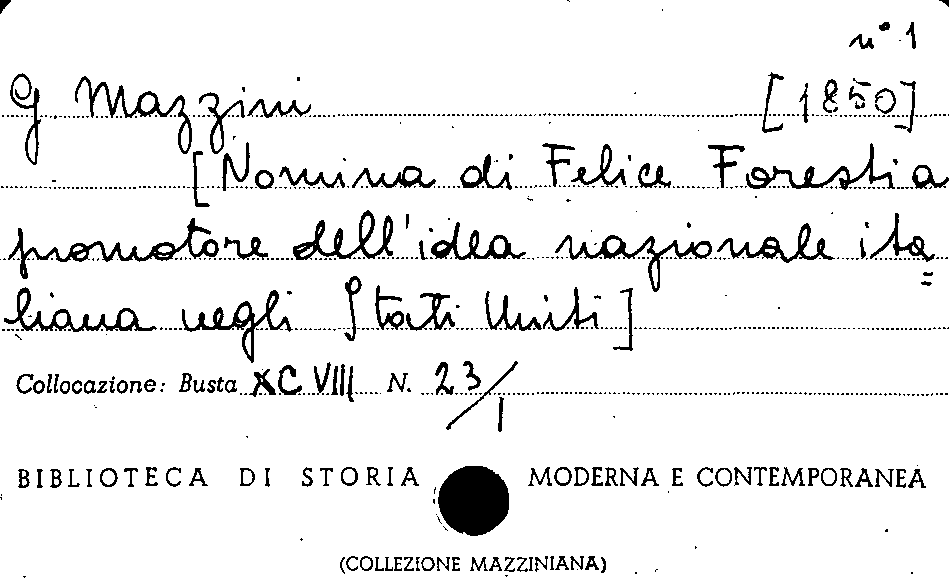 n° 1
G Mazzini [1850]
[Nomina di Felice Foresti a
promotore dell'idea nazionale ita=
liana negli Stati Uniti]
Collocazione: Busta XCVIII N. 23/1
BIBLIOTECA DI STORIA MODERNA E CONTEMPORANEA
(COLLEZIONE MAZZINIANA)